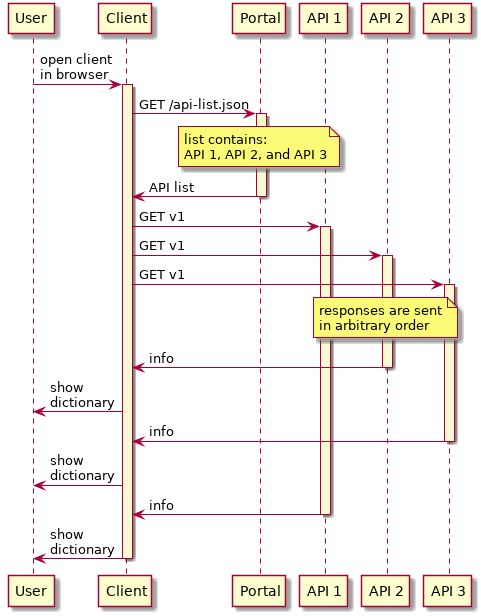 User Client Portal API 1 API 2 API 3
open client
in browser
GET /api-list.json
list contains:
API 1, API 2, and API 3
API list
GET v1
GET v1
GET v1
responses are sent
in arbitrary order
info
show
dictionary
info
show
dictionary
info
show
dictionary
User Client Portal API 1 API 2 API 3